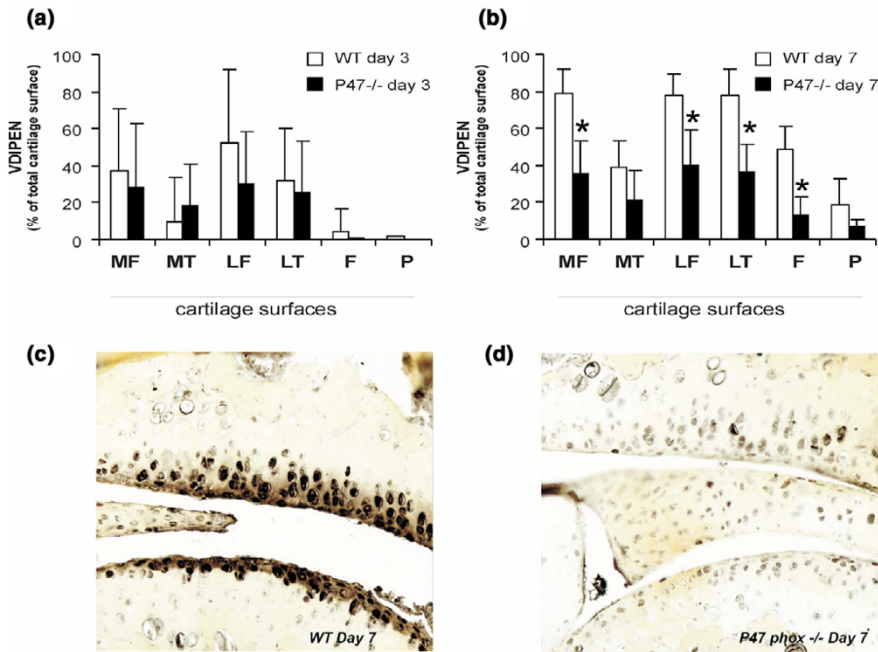 (a)
VDIPEN
(% of total cartilage surface)
100
80
60
40
20
0
WT day 3
P47-/- day 3
MF MT LF LT F P
cartilage surfaces
(b)
VDIPEN
(% of total cartilage surface)
100
80
60
40
20
0
WT day 7
P47-/- day 7
* * * *
MF MT LF LT F P
cartilage surfaces
(c)
WT Day 7
(d)
P47 phox -/- Day 7